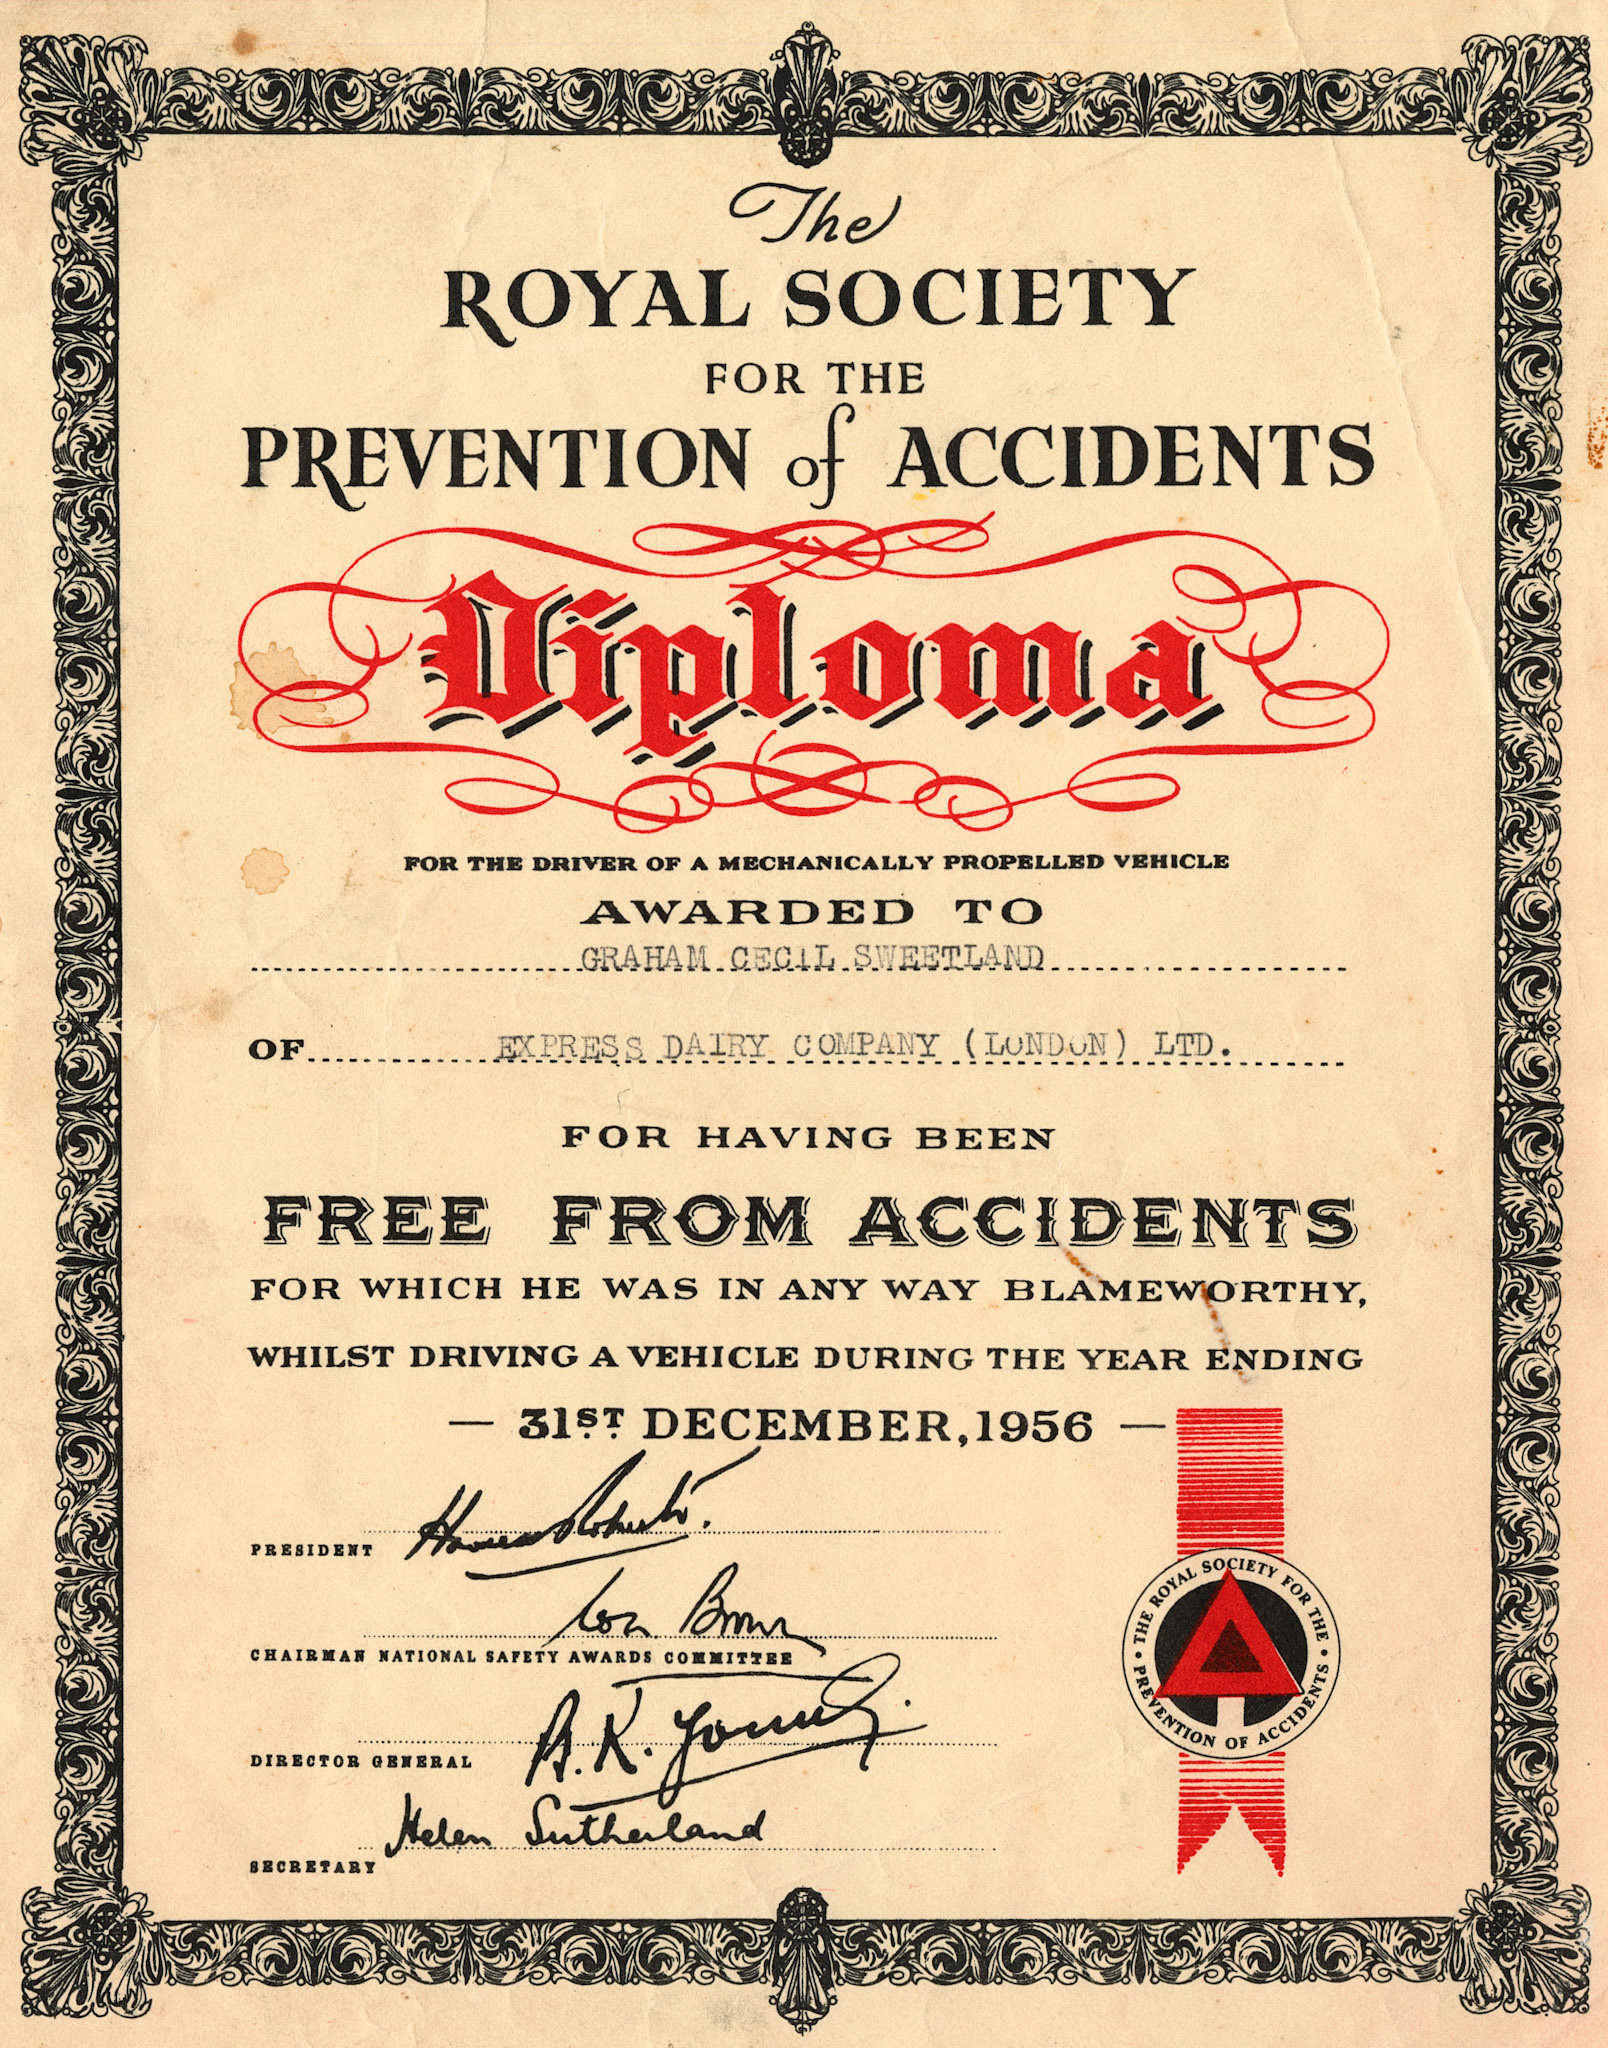 The
ROYAL SOCIETY
FOR THE
PREVENTION of ACCIDENTS
Diploma
FOR THE DRIVER OF A MECHANICALLY PROPELLED VEHICLE
AWARDED TO
GRAHAM CECIL SWEETLAND
OF EXPRESS DAIRY COMPANY (LONDON) LTD.
FOR HAVING BEEN
FREE FROM ACCIDENTS
FOR WHICH HE WAS IN ANY WAY BLAMEWORTHY,
WHILST DRIVING A VEHICLE DURING THE YEAR ENDING
— 31ST DECEMBER, 1956 —
PRESIDENT Roberts.
Brown
CHAIRMAN NATIONAL SAFETY AWARDS COMMITTEE
DIRECTOR GENERAL
Helen Sutherland
SECRETARY
• THE ROYAL SOCIETY FOR THE •
PREVENTION OF ACCIDENTS